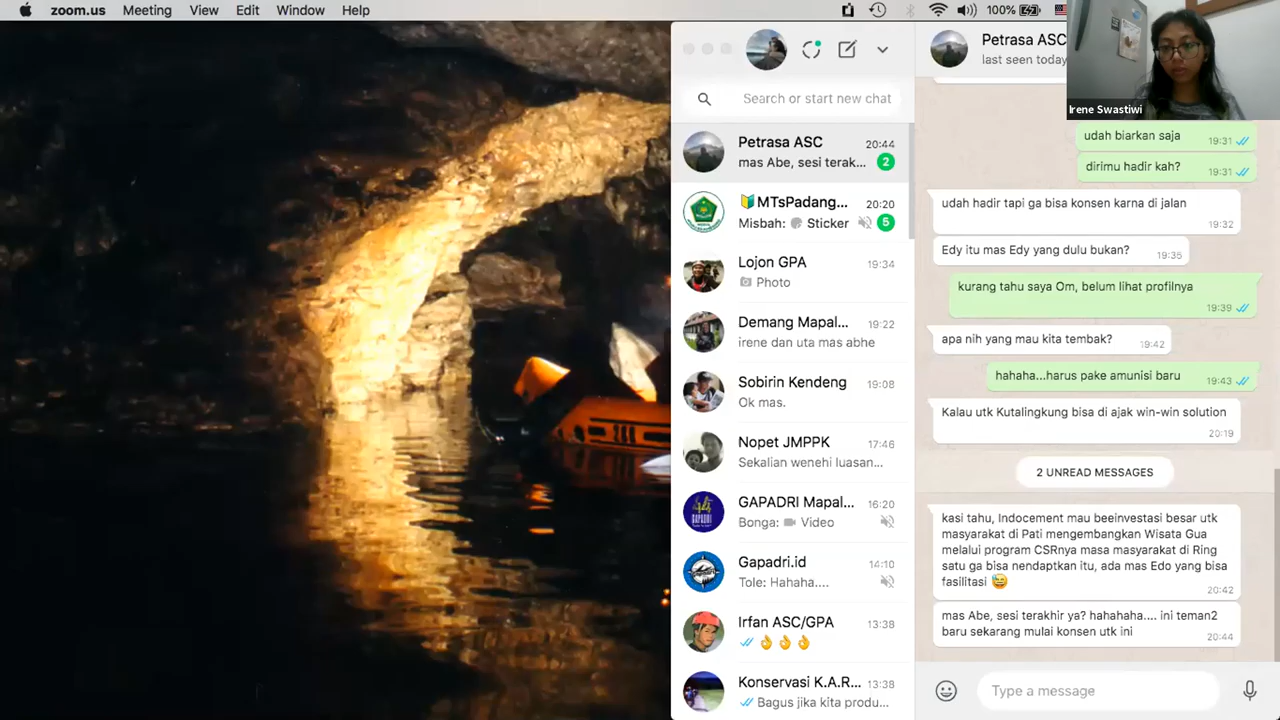 zoom.us Meeting View Edit Window Help
100%
Search or start new chat
Petrasa ASC 20:44
mas Abe, sesi terak... 2
🔰MTsPadang... 20:20
Misbah: Sticker 5
Lojon GPA 19:34
Photo
Demang Mapal... 19:22
irene dan uta mas abhe
Sobirin Kendeng 19:08
Ok mas.
Nopet JMPPK 17:46
Sekalian wenehi luasan...
GAPADRI Mapal... 16:20
Bonga: Video
Gapadri.id 14:10
Tole: Hahaha....
Irfan ASC/GPA 13:38
👌👌👌
Konservasi K.A.R... 13:38
Bagus jika kita produ...
Petrasa ASC
last seen today
Irene Swastiwi
udah biarkan saja
19:31
dirimu hadir kah?
19:31
udah hadir tapi ga bisa konsen karna di jalan
19:32
Edy itu mas Edy yang dulu bukan?
19:35
kurang tahu saya Om, belum lihat profilnya
19:39
apa nih yang mau kita tembak?
19:42
hahaha...harus pake amunisi baru
19:43
Kalau utk Kutalingkung bisa di ajak win-win solution
20:19
2 UNREAD MESSAGES
kasi tahu, Indocement mau beeinvestasi besar utk
masyarakat di Pati mengembangkan Wisata Gua
melalui program CSRnya masa masyarakat di Ring
satu ga bisa nendaptkan itu, ada mas Edo yang bisa
fasilitasi 😅
20:42
mas Abe, sesi terakhir ya? hahahaha.... ini teman2
baru sekarang mulai konsen utk ini
20:44
Type a message